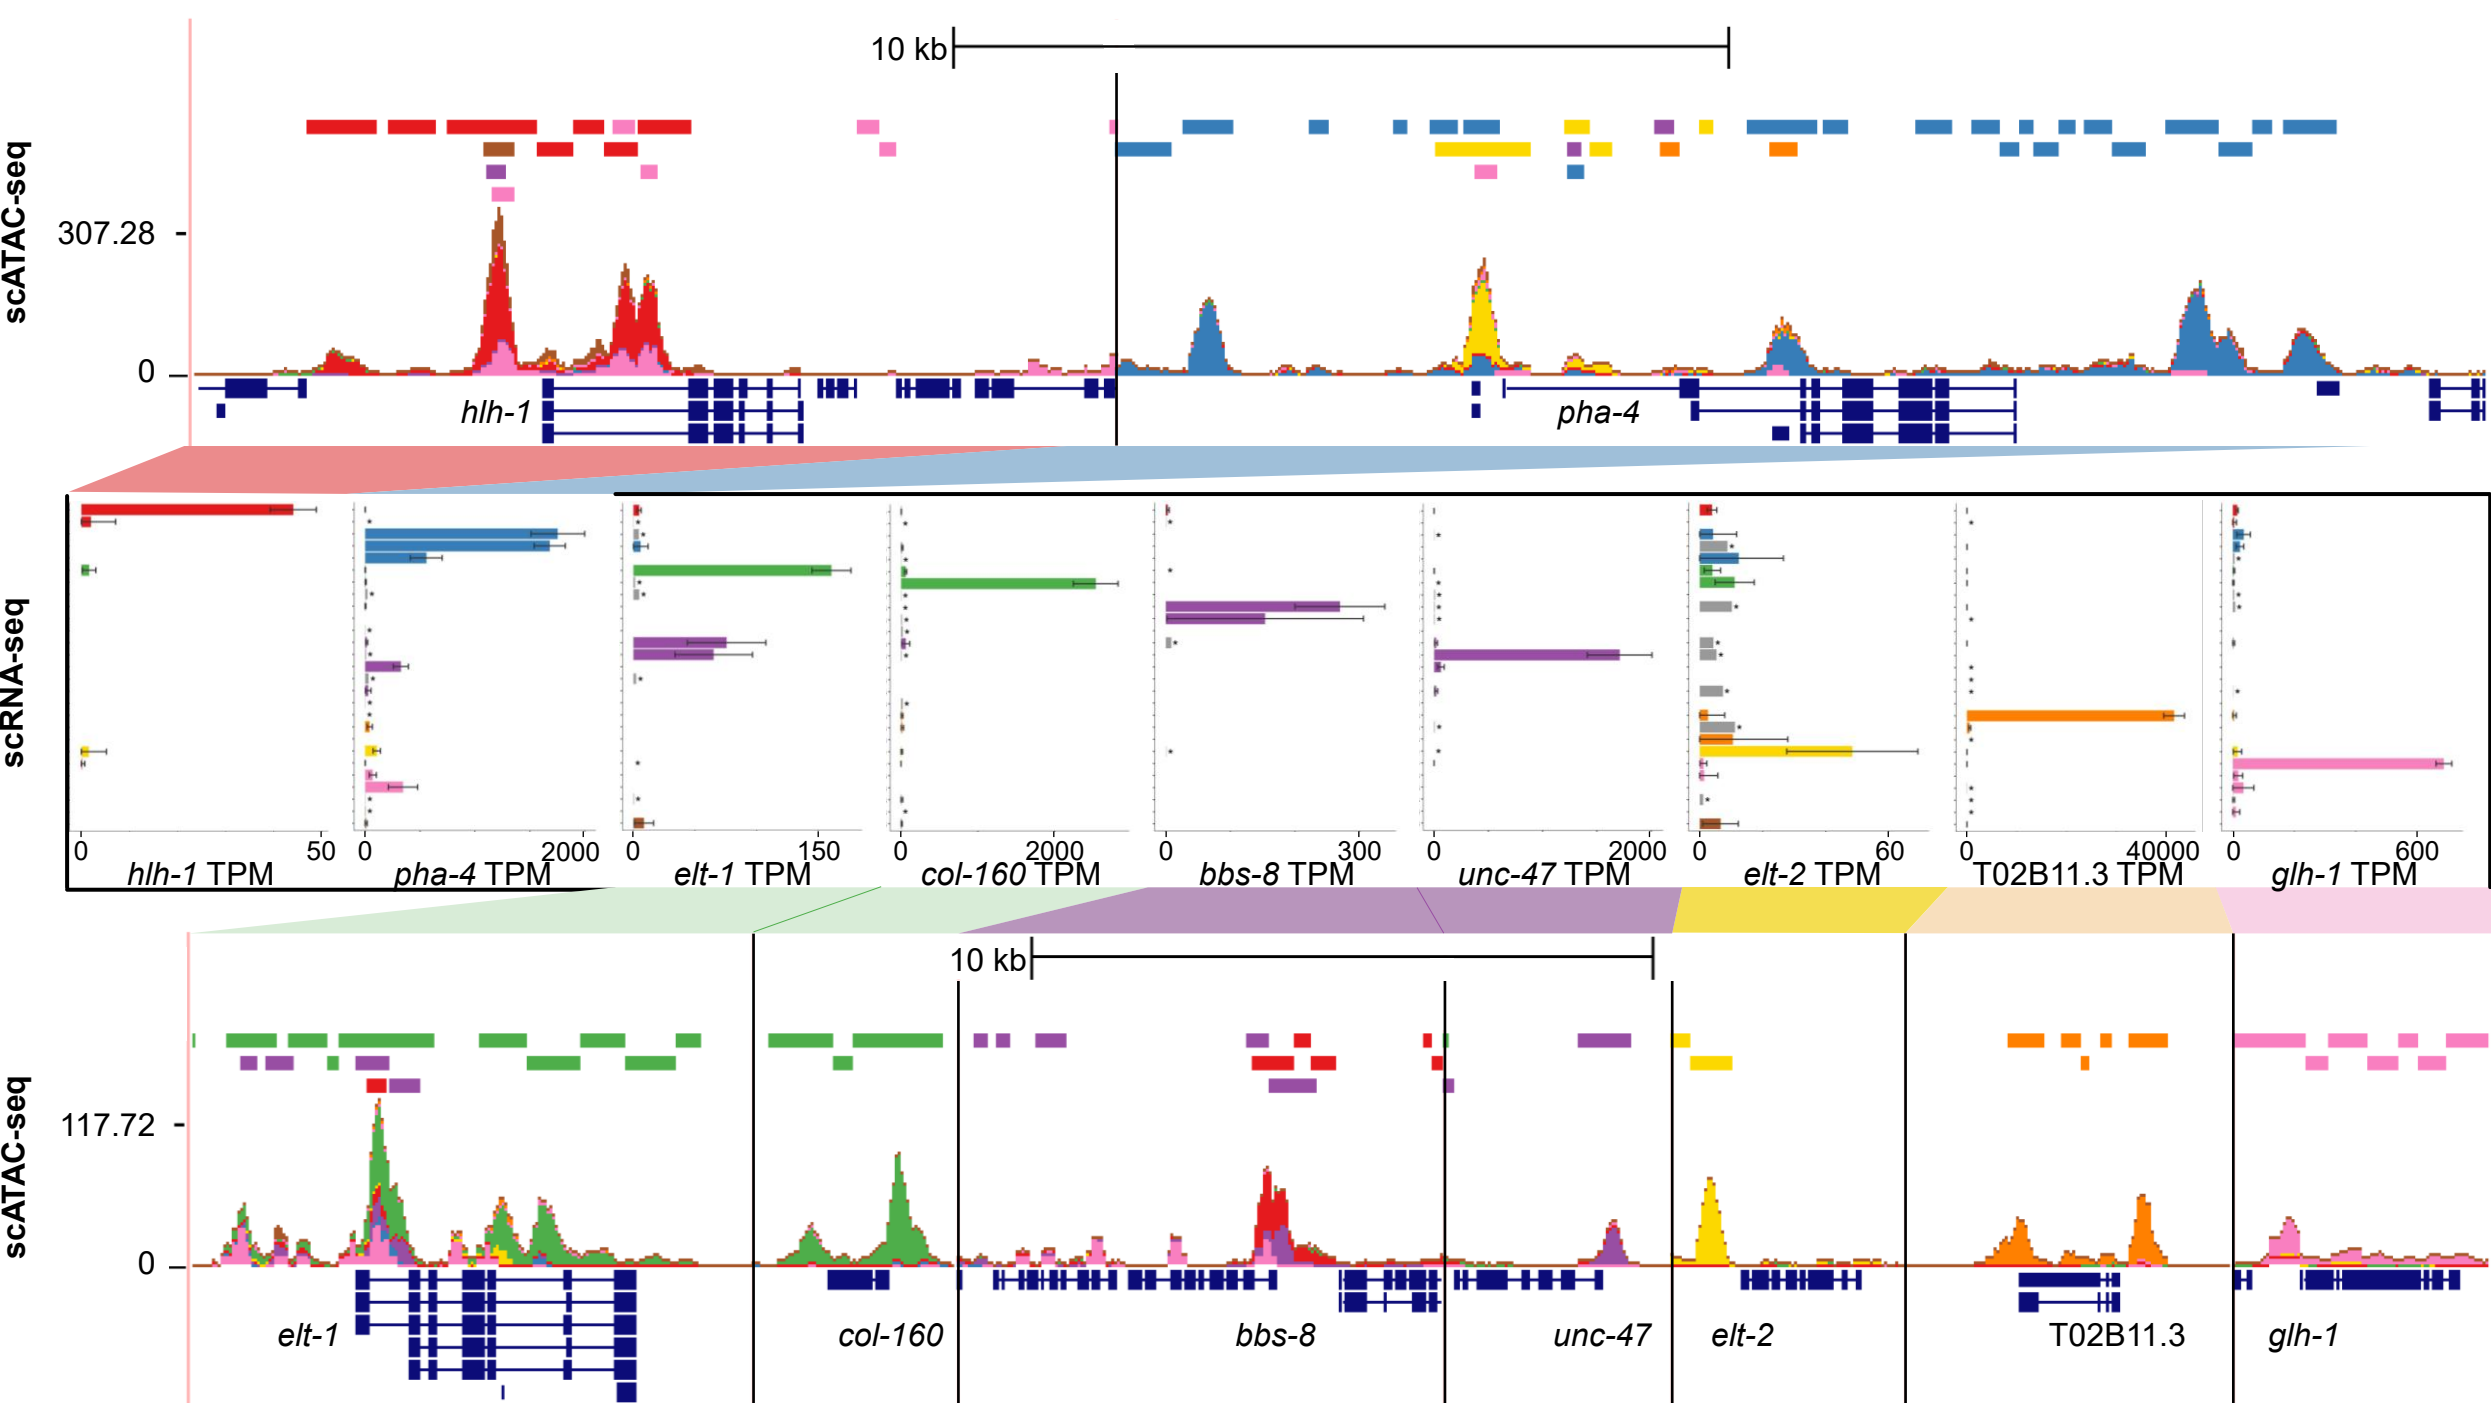 10 kb
scATAC-seq
307.28
0
hlh-1
pha-4
scRNA-seq
0 50 0 2000 0 150 0 2000 0 300 0 2000 0 60 0 40000 0 600
hlh-1 TPM pha-4 TPM elt-1 TPM col-160 TPM bbs-8 TPM unc-47 TPM elt-2 TPM T02B11.3 TPM glh-1 TPM
10 kb
scATAC-seq
117.72
0
elt-1 col-160 bbs-8 unc-47 elt-2 T02B11.3 glh-1